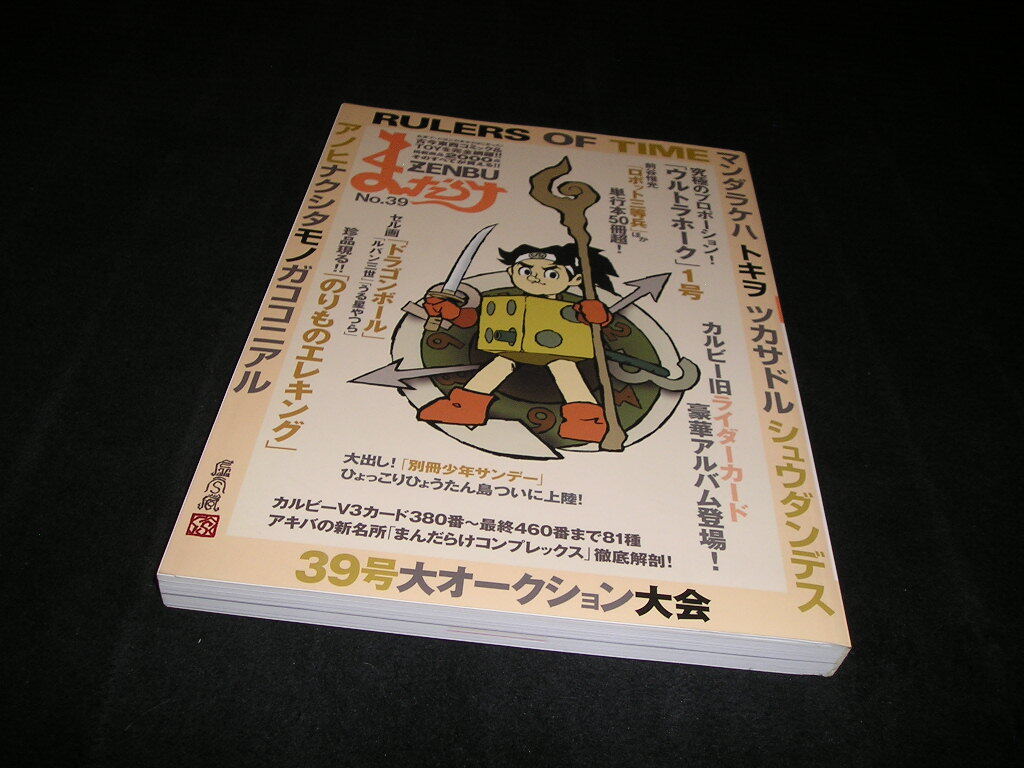 RULERS OF TIME
マンダラケハ トキヲ ツカサドル シュウダンデス
アノヒナクシタモノガココニアル
TOYを完全網羅!!
ZENBU
まんだらけ
No.39
究極のプロポーション!
「ウルトラホーク」1号
前谷惟光
「ロボット三等兵」ほか
単行本50冊超!
セル画「ドラゴンボール」
「ルパン三世」「うる星やつら」
珍品現る!!「のりものエレキング」
カルビー旧ライダーカード
豪華アルバム登場!
大出し!「別冊少年サンデー」
ひょっこりひょうたん島ついに上陸!
カルビーV3カード380番〜最終460番まで81種
アキバの新名所「まんだらけコンプレックス」徹底解剖!
39号大オークション大会